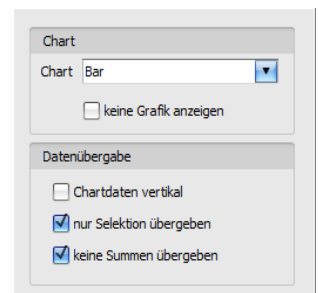 Chart
Chart Bar
keine Grafik anzeigen
Datenübergabe
Chartdaten vertikal
nur Selektion übergeben
keine Summen übergeben